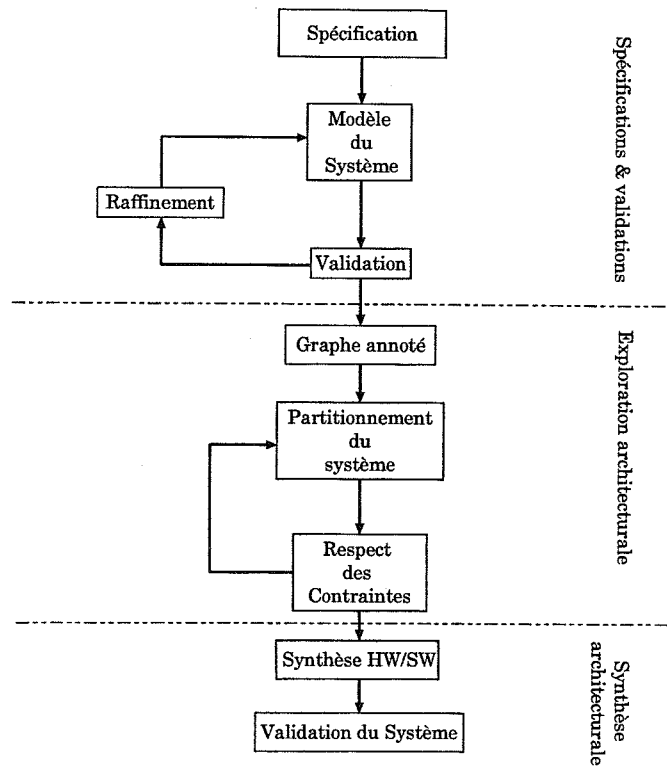 Spécification
Modèle
du
Système
Raffinement
Validation
Spécifications & validations
Graphe annoté
Partitionnement
du
système
Respect
des
Contraintes
Exploration architecturale
Synthèse HW/SW
Validation du Système
Synthèse
architecturale